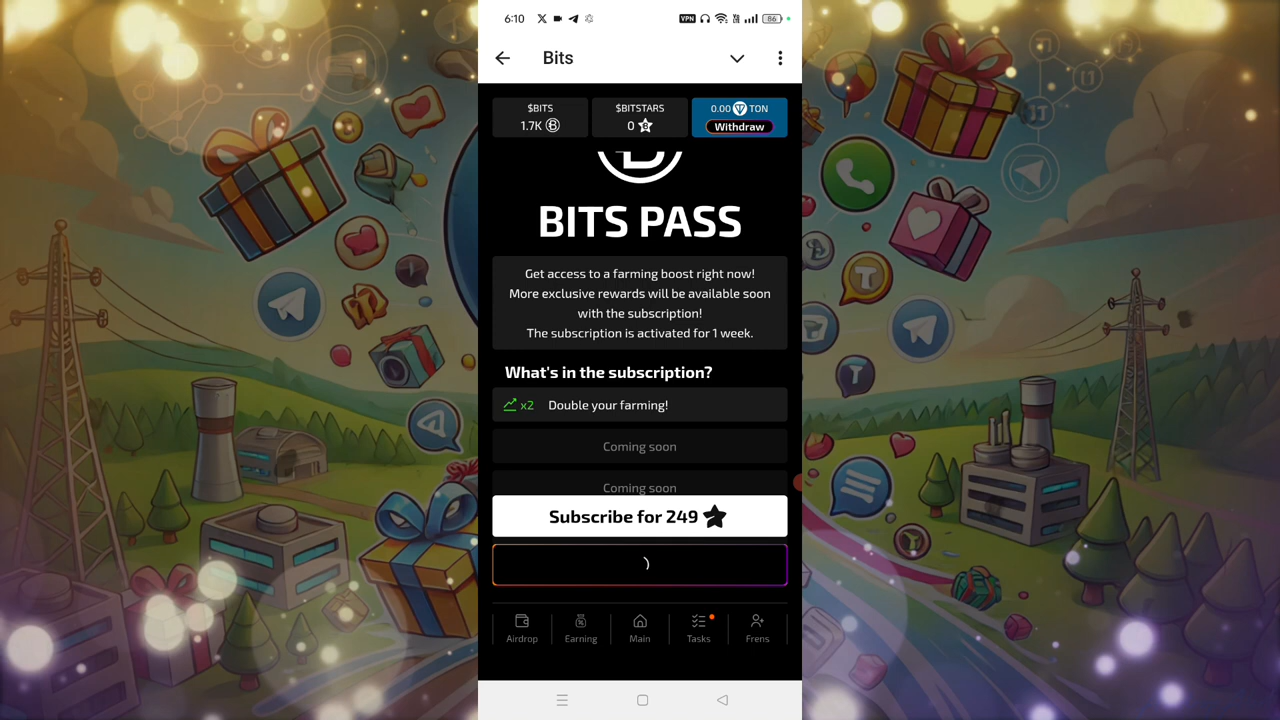 6:10
VPN
86
Bits
$BITS
1.7K
$BITSTARS
0
0.00 TON
Withdraw
BITS PASS
Get access to a farming boost right now!
More exclusive rewards will be available soon
with the subscription!
The subscription is activated for 1 week.
What's in the subscription?
x2 Double your farming!
Coming soon
Coming soon
Subscribe for 249
Airdrop
Earning
Main
Tasks
Frens